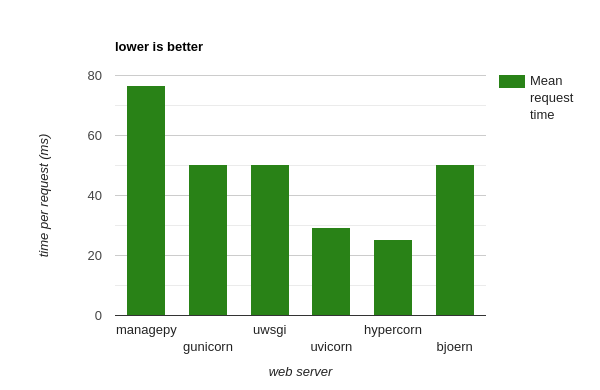 lower is better
80
60
40
20
0
time per request (ms)
managepy
gunicorn
uwsgi
uvicorn
hypercorn
bjoern
web server
Mean
request
time